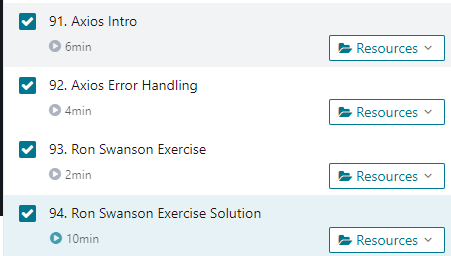 91. Axios Intro
6min
Resources
92. Axios Error Handling
4min
Resources
93. Ron Swanson Exercise
2min
Resources
94. Ron Swanson Exercise Solution
10min
Resources